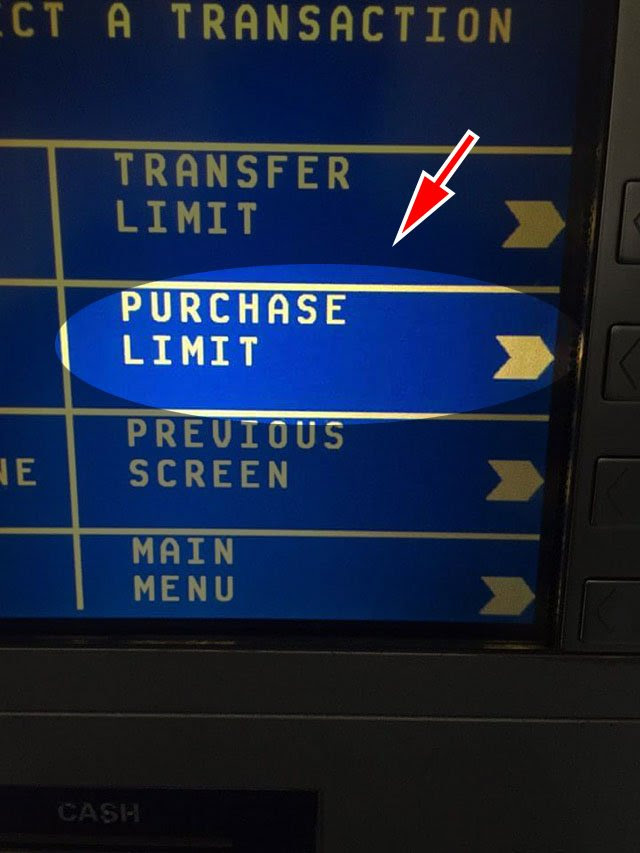 CT A TRANSACTION
TRANSFER
LIMIT
PURCHASE
LIMIT
PREVIOUS
NE
SCREEN
MAIN
MENU
CASH